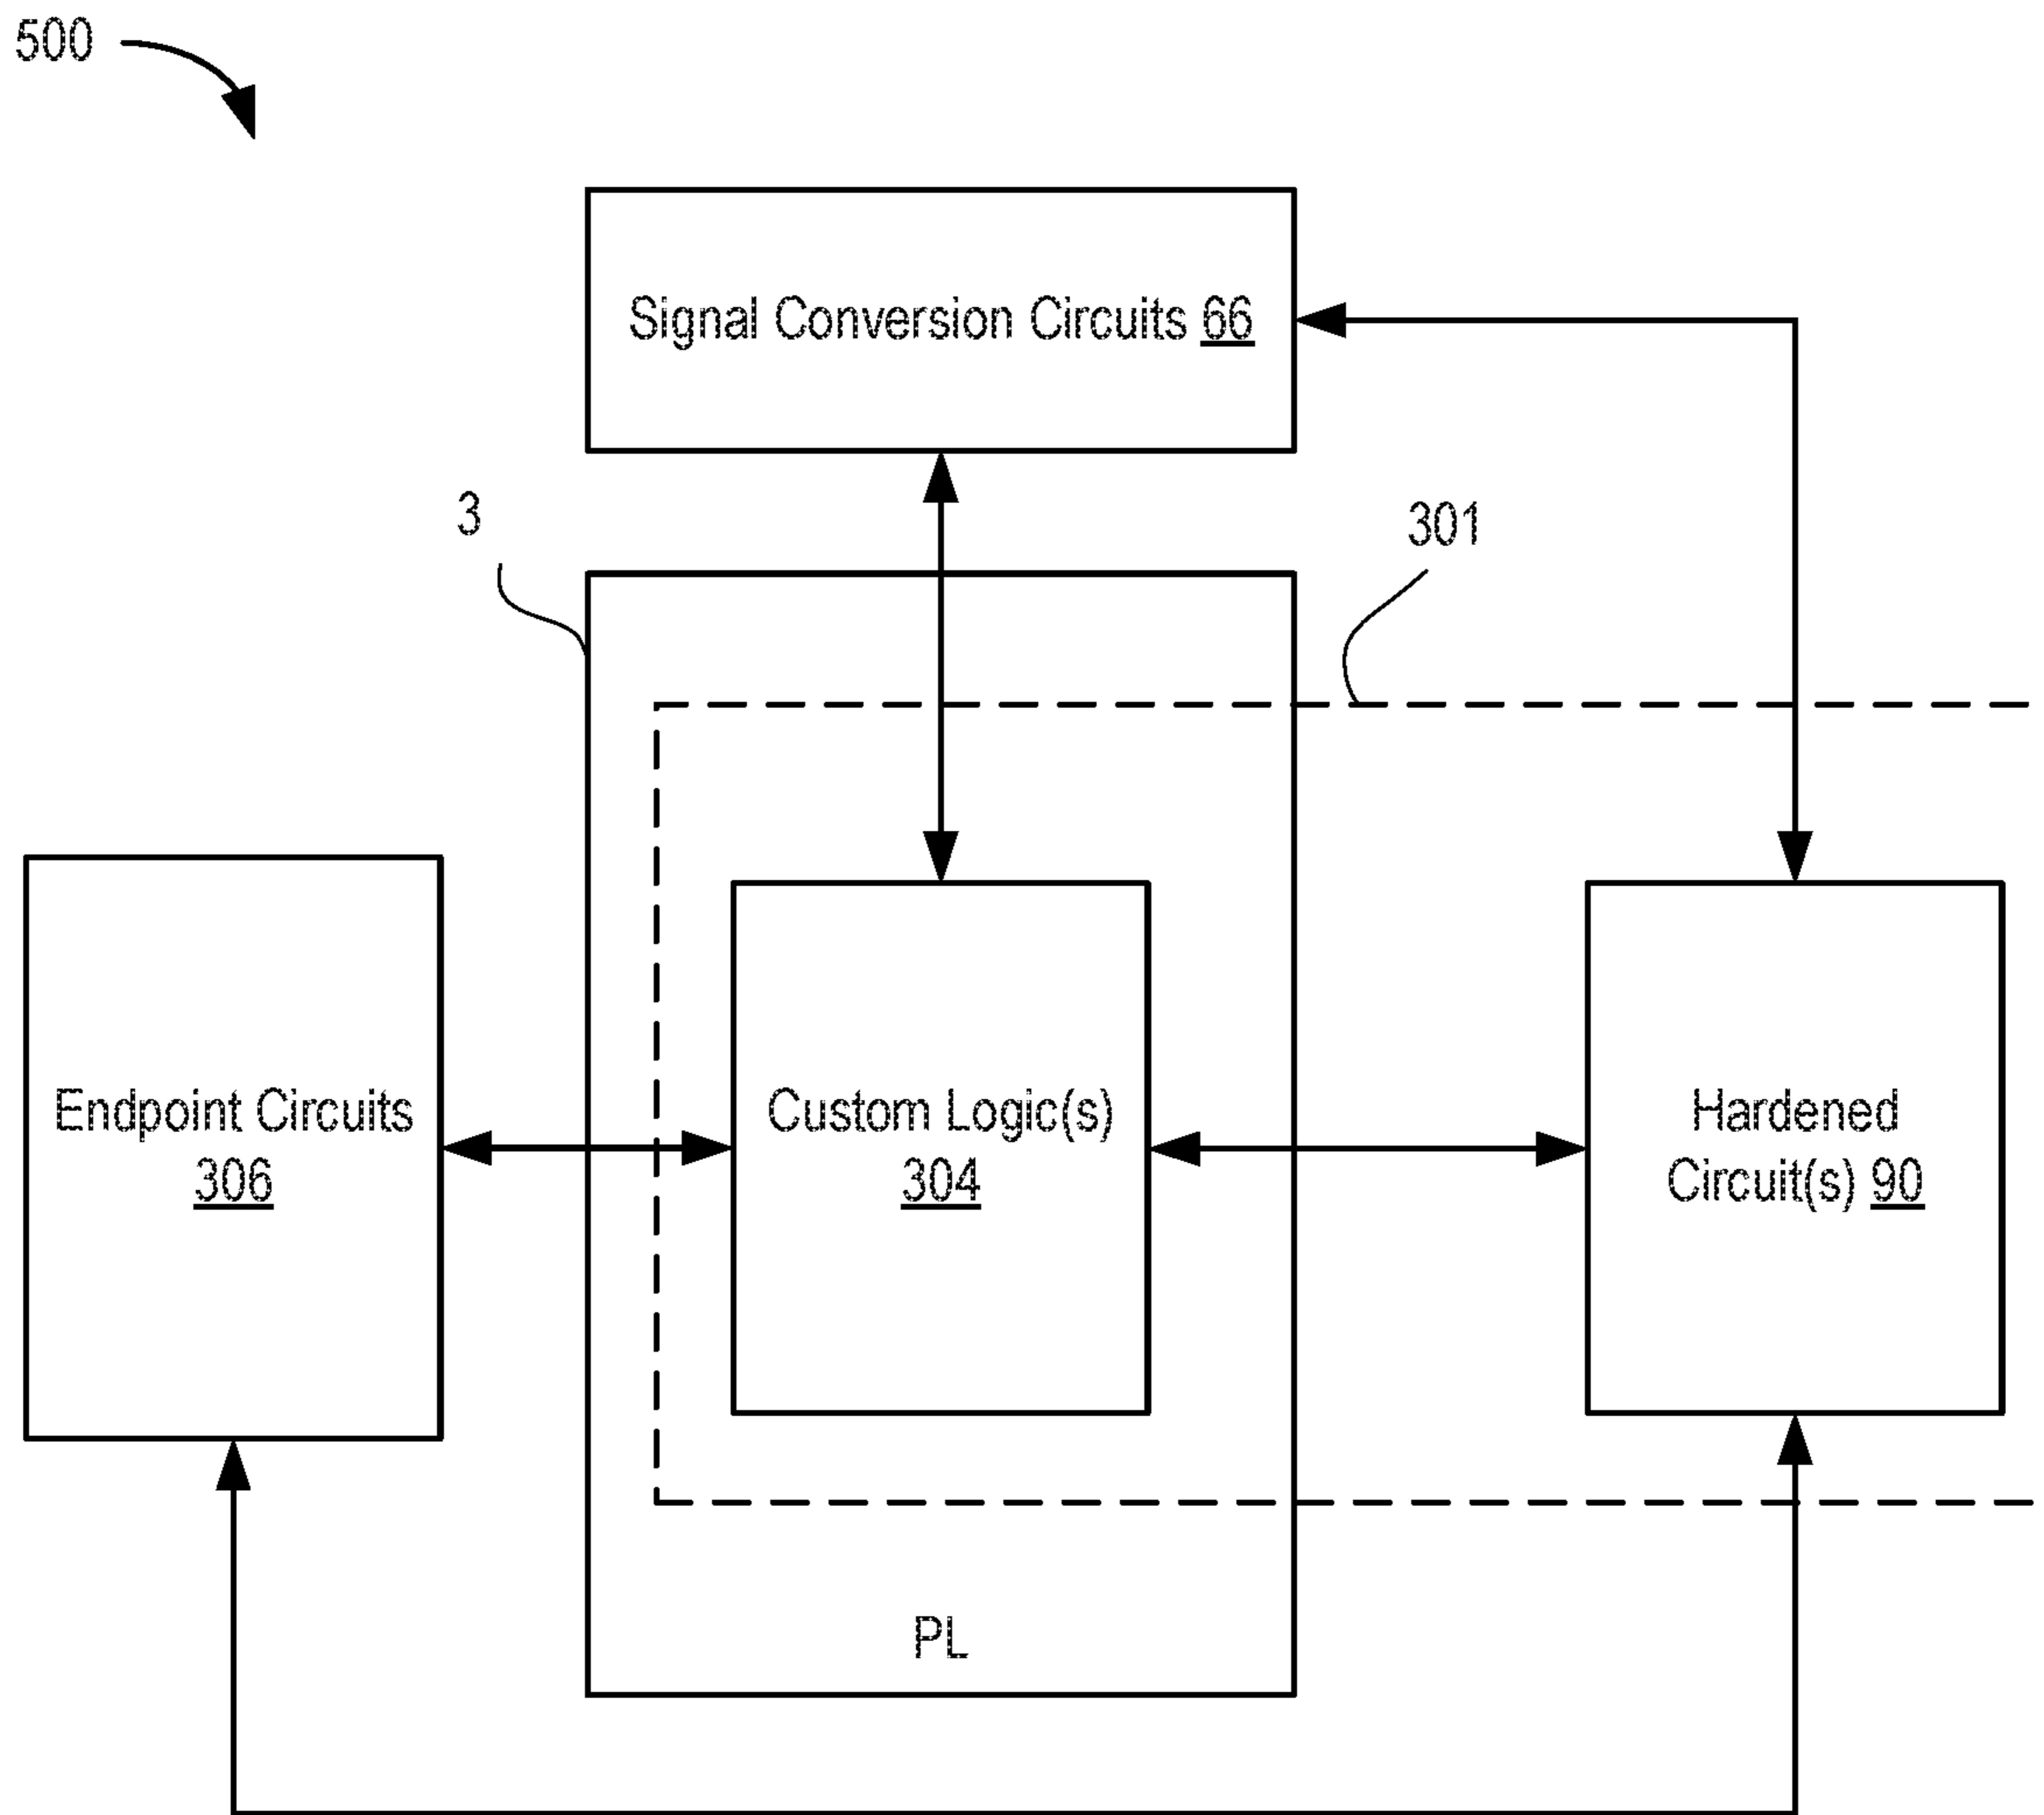 500
Signal Conversion Circuits 66
3
301
Endpoint Circuits
306
Custom Logic(s)
304
Hardened
Circuit(s) 90
PL